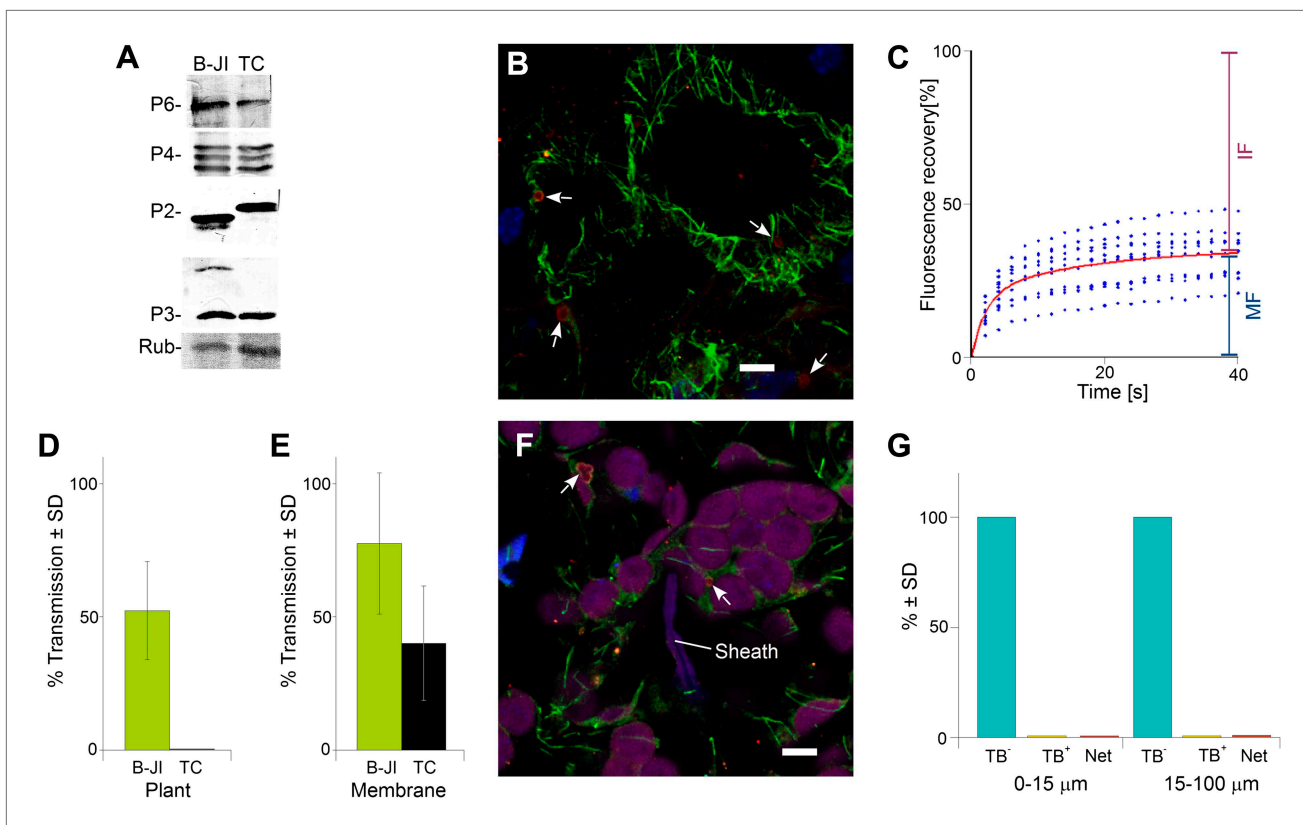 A
B-JI TC
P6-
P4-
P2-
P3-
Rub-
B
C
100
50
0
Fluorescence recovery[%]
IF
MF
0 20 40
Time [s]
D
% Transmission ± SD
100
50
0
B-JI TC
Plant
E
% Transmission ± SD
100
50
0
B-JI TC
Membrane
F
Sheath
G
% ± SD
100
50
0
TB⁻ TB⁺ Net TB⁻ TB⁺ Net
0-15 µm 15-100 µm